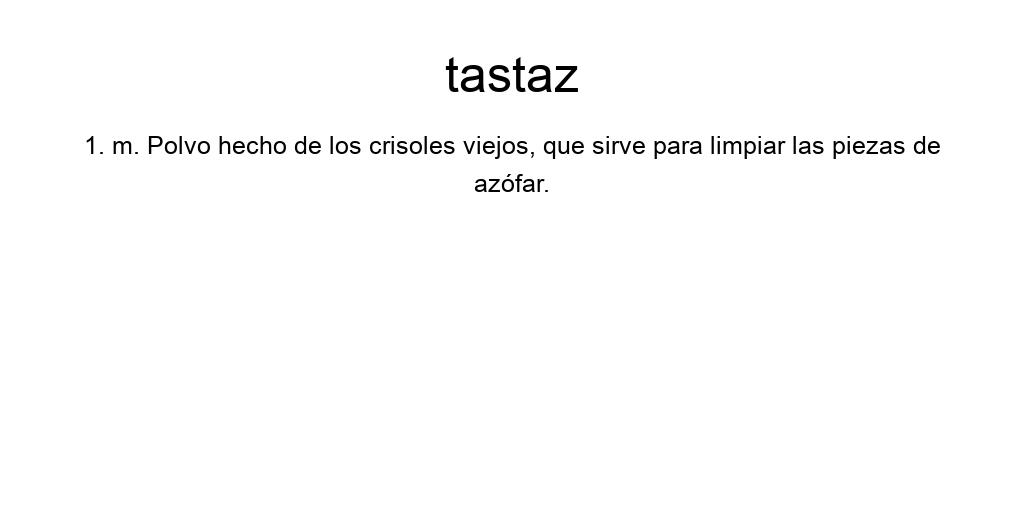 tastaz
1. m. Polvo hecho de los crisoles viejos, que sirve para limpiar las piezas de
azófar.